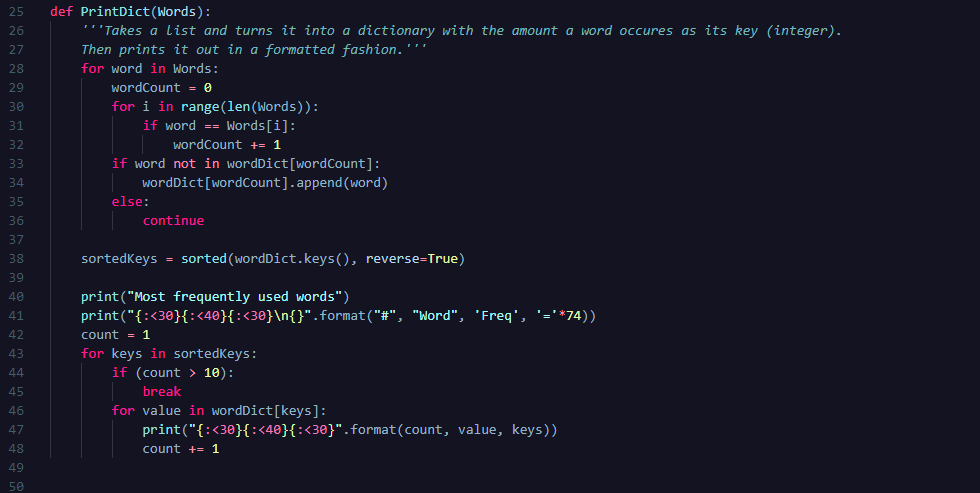 25 def PrintDict(Words):
26     '''Takes a list and turns it into a dictionary with the amount a word occures as its key (integer).
27     Then prints it out in a formatted fashion.'''
28     for word in Words:
29         wordCount = 0
30         for i in range(len(Words)):
31             if word == Words[i]:
32                 wordCount += 1
33         if word not in wordDict[wordCount]:
34             wordDict[wordCount].append(word)
35         else:
36             continue
37
38     sortedKeys = sorted(wordDict.keys(), reverse=True)
39
40     print("Most frequently used words")
41     print("{:<30}{:<40}{:<30}\n{}".format("#", "Word", 'Freq', '='*74))
42     count = 1
43     for keys in sortedKeys:
44         if (count > 10):
45             break
46         for value in wordDict[keys]:
47             print("{:<30}{:<40}{:<30}".format(count, value, keys))
48             count += 1
49
50